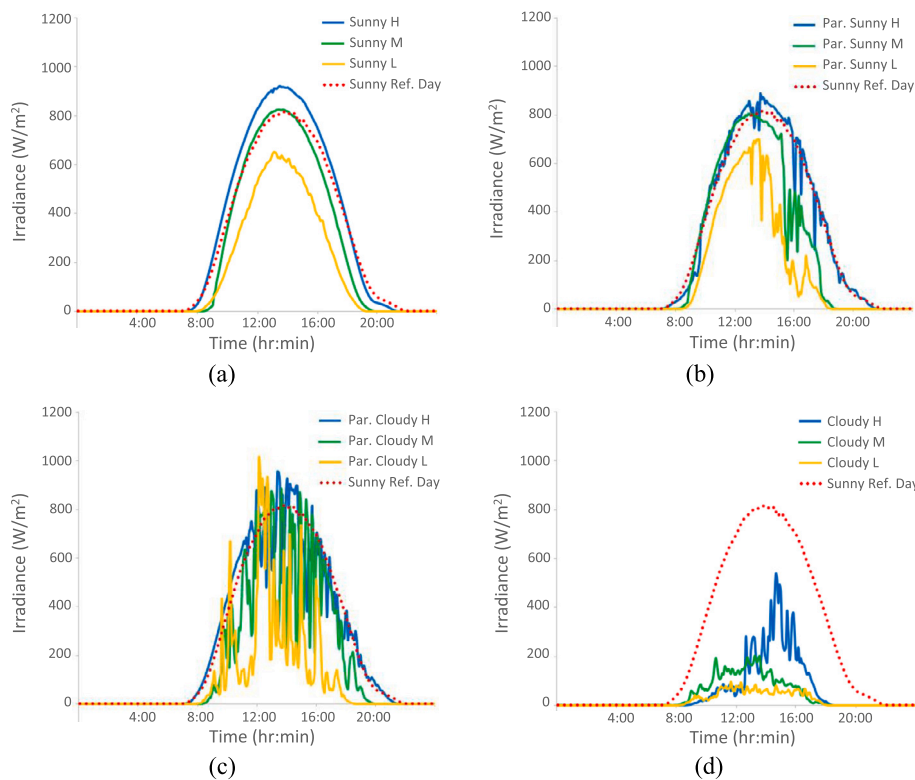 1200
1000
800
600
400
200
0
Irradiance (W/m²)
Sunny H
Sunny M
Sunny L
Sunny Ref. Day
4:00 8:00 12:00 16:00 20:00
Time (hr:min)
(a)
1200
1000
800
600
400
200
0
Irradiance (W/m²)
Par. Sunny H
Par. Sunny M
Par. Sunny L
Sunny Ref. Day
4:00 8:00 12:00 16:00 20:00
Time (hr:min)
(b)
1200
1000
800
600
400
200
0
Irradiance (W/m²)
Par. Cloudy H
Par. Cloudy M
Par. Cloudy L
Sunny Ref. Day
4:00 8:00 12:00 16:00 20:00
Time (hr:min)
(c)
1200
1000
800
600
400
200
0
Irradiance (W/m²)
Cloudy H
Cloudy M
Cloudy L
Sunny Ref. Day
4:00 8:00 12:00 16:00 20:00
Time (hr:min)
(d)